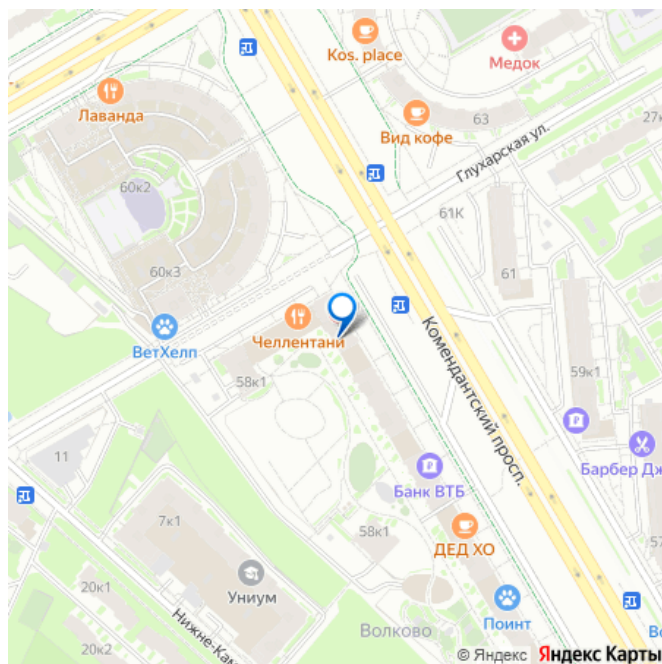 Kos. place
Медок
Лаванда
Вид кофе
63
27к
Глухарская ул.
60к2
61К
60к3
61
Челлентани
ВетХелп
Комендантский просп.
58к1
59к1
11
Банк ВТБ
Барбер Дж
7к1
58к1
ДЕД ХО
57
20к1
Униум
Нижне-Кам
Поинт
Волково
20к2
Во
© Яндекс Яндекс Карты